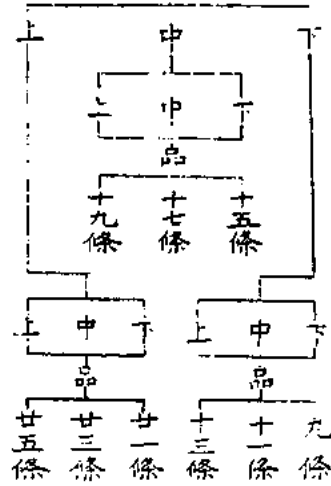 上 中 下
上 中 下
品
十九條 十七條 十五條
上 中 下 上 中 下
品 品
廿五條 廿三條 廿一條 十三條 十一條 九條